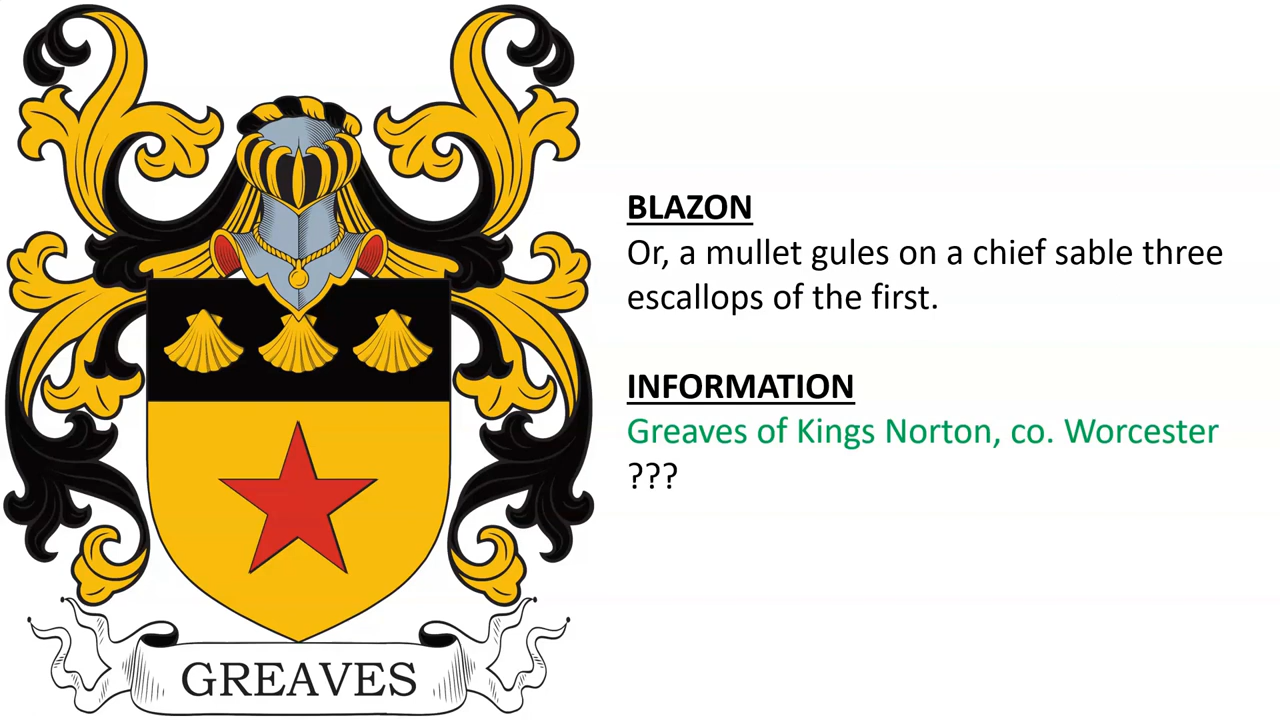 BLAZON
Or, a mullet gules on a chief sable three
escallops of the first.
INFORMATION
Greaves of Kings Norton, co. Worcester
???
GREAVES